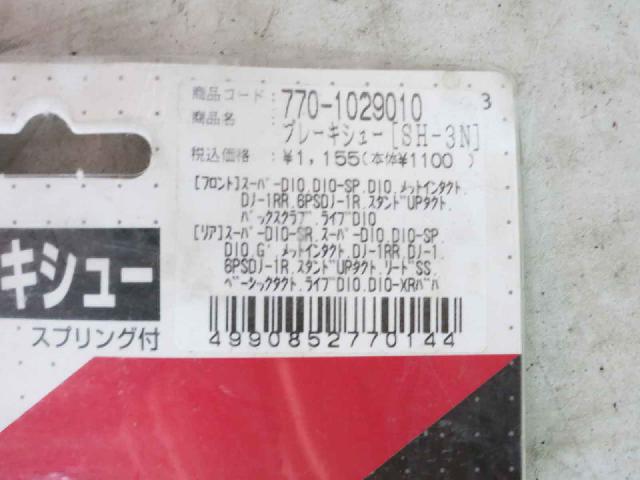 商品コード : 770-1029010
3
商品名 : ブレーキシュー[SH-3N]
税込価格 : ¥1,155(本体¥1100 )
[フロント]スーパーDIO.DIO-SP.DIO.メットインタクト.
DJ-1RR.BPSDJ-1R.スタンドUPタクト.
バックスクラブ.ライブDIO
[リア]スーパーDIO-SR.スーパーDIO.DIO-SP.
DIO.G'.メットインタクト.DJ-1RR.DJ-1.
BPSDJ-1R.スタンドUPタクト.リードSS.
ベーシックタクト.ライブDIO.DIO-XRババ
4990852770144
キシュー
スプリング付